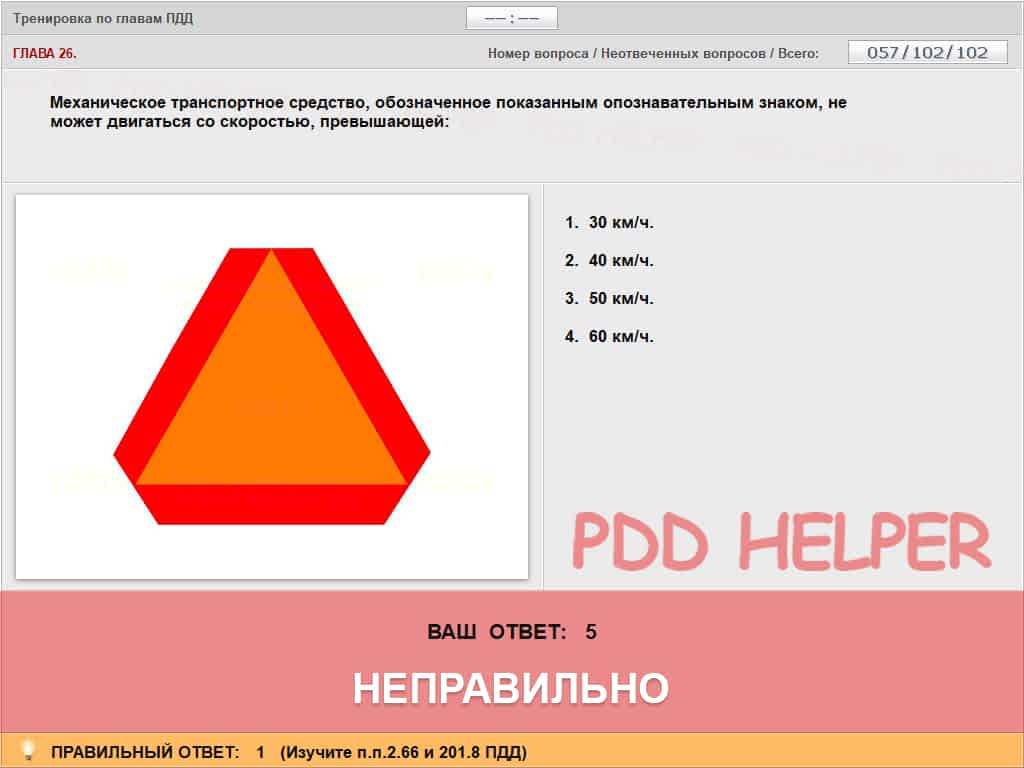 Тренировка по главам ПДД
–– : ––
ГЛАВА 26.
Номер вопроса / Неотвеченных вопросов / Всего:
057/102/102
Механическое транспортное средство, обозначенное показанным опознавательным знаком, не
может двигаться со скоростью, превышающей:
1. 30 км/ч.
2. 40 км/ч.
3. 50 км/ч.
4. 60 км/ч.
PDD HELPER
ВАШ ОТВЕТ: 5
НЕПРАВИЛЬНО
ПРАВИЛЬНЫЙ ОТВЕТ: 1 (Изучите п.п.2.66 и 201.8 ПДД)